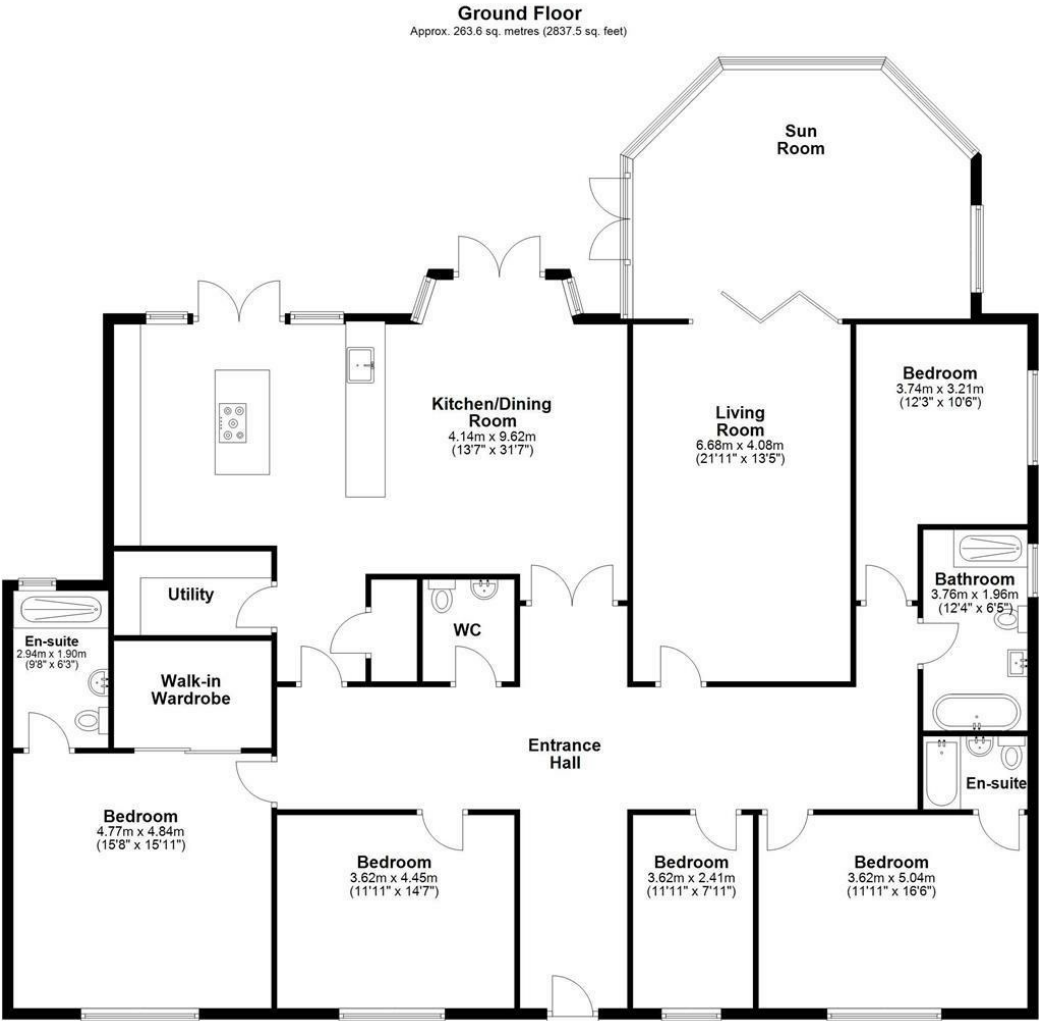 Ground Floor
Approx. 263.6 sq. metres (2837.5 sq. feet)
Sun
Room
Kitchen/Dining
Room
4.14m x 9.62m
(13'7" x 31'7")
Living
Room
6.68m x 4.08m
(21'11" x 13'5")
Bedroom
3.74m x 3.21m
(12'3" x 10'6")
Utility
WC
Bathroom
3.76m x 1.96m
(12'4" x 6'5")
En-suite
2.94m x 1.90m
(9'8" x 6'3")
Walk-in
Wardrobe
Entrance
Hall
En-suite
Bedroom
4.77m x 4.84m
(15'8" x 15'11")
Bedroom
3.62m x 4.45m
(11'11" x 14'7")
Bedroom
3.62m x 2.41m
(11'11" x 7'11")
Bedroom
3.62m x 5.04m
(11'11" x 16'6")